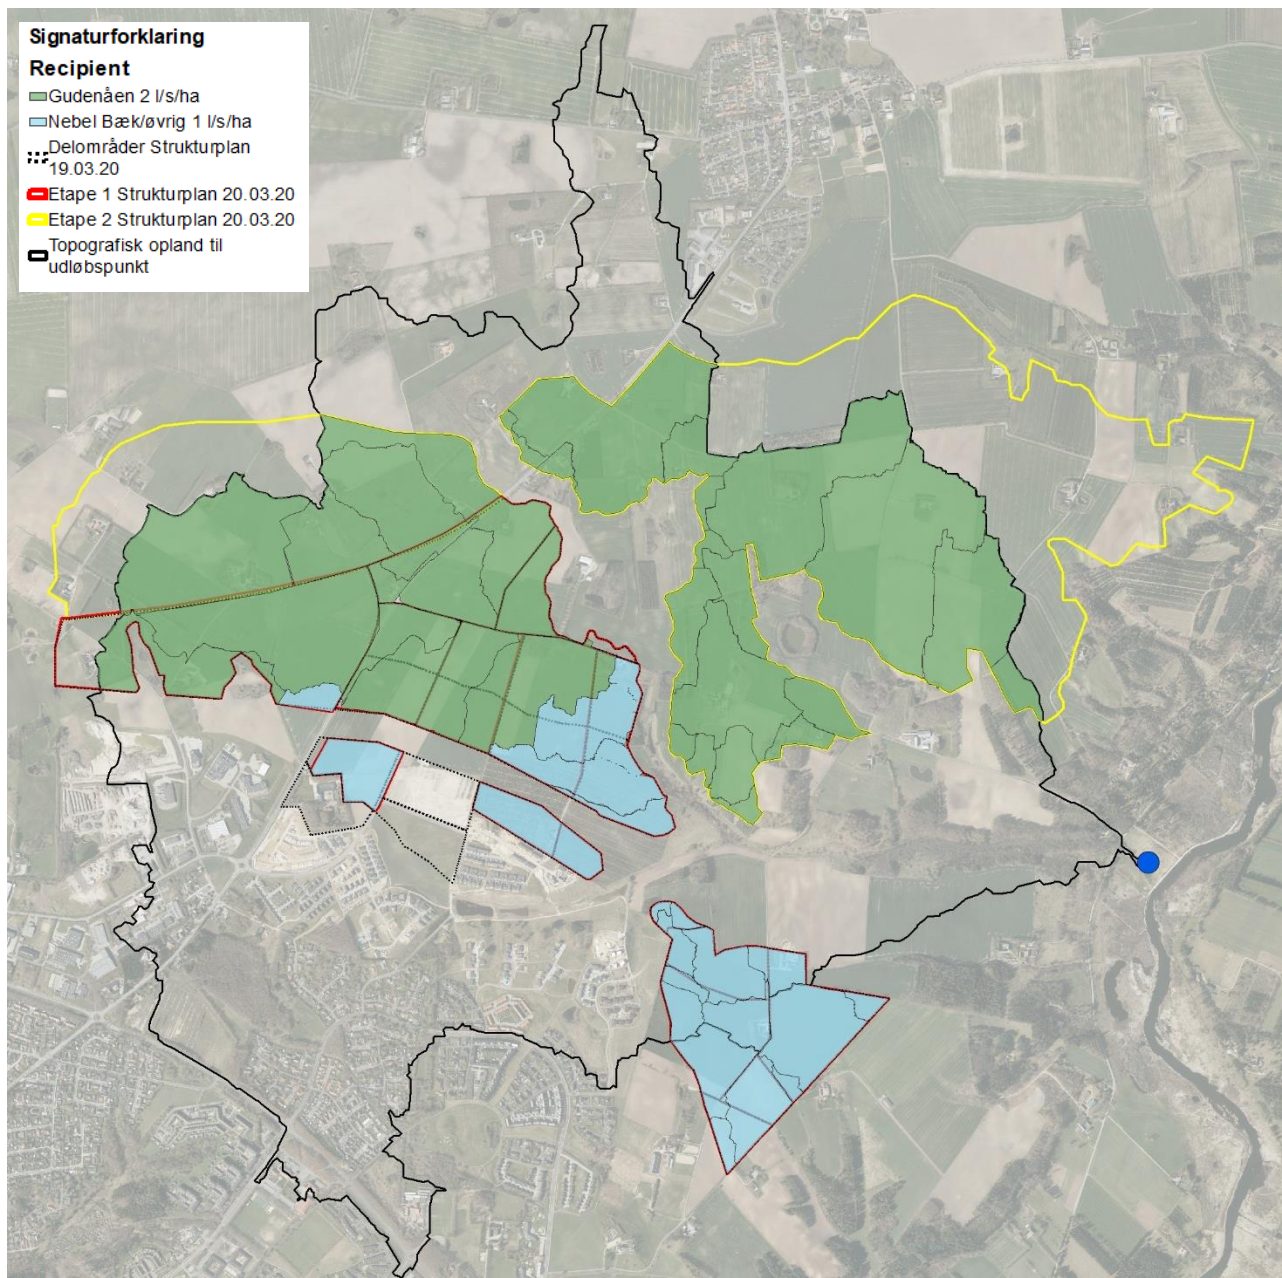 Signaturforklaring
Recipient
Gudenåen 2 l/s/ha
Nebel Bæk/øvrig 1 l/s/ha
Delområder Strukturplan
19.03.20
Etape 1 Strukturplan 20.03.20
Etape 2 Strukturplan 20.03.20
Topografisk opland til
udløbspunkt